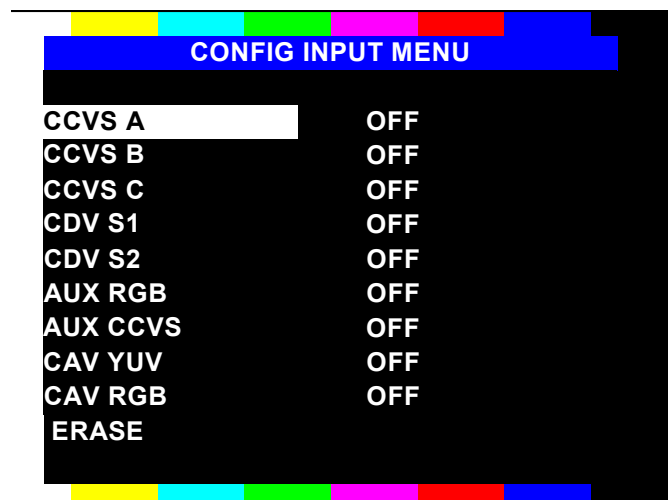 CONFIG INPUT MENU
CCVS A OFF
CCVS B OFF
CCVS C OFF
CDV S1 OFF
CDV S2 OFF
AUX RGB OFF
AUX CCVS OFF
CAV YUV OFF
CAV RGB OFF
ERASE